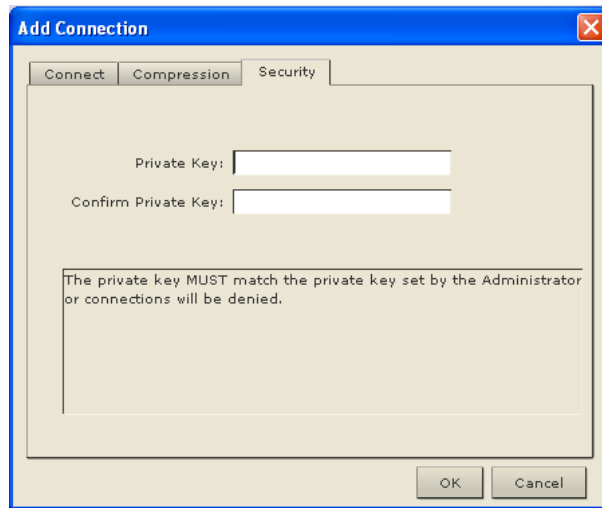 Add Connection
Connect Compression Security
Private Key:
Confirm Private Key:
The private key MUST match the private key set by the Administrator
or connections will be denied.
OK Cancel